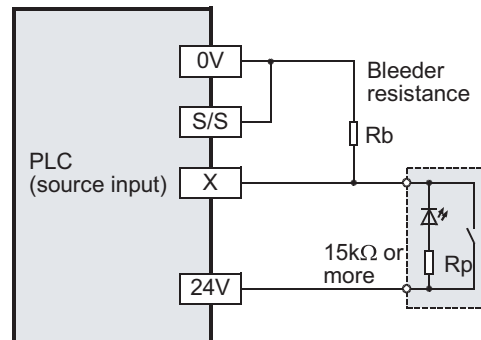 0V
Bleeder
resistance
S/S
Rb
PLC
(source input)
X
15kΩ or
more
Rp
24V